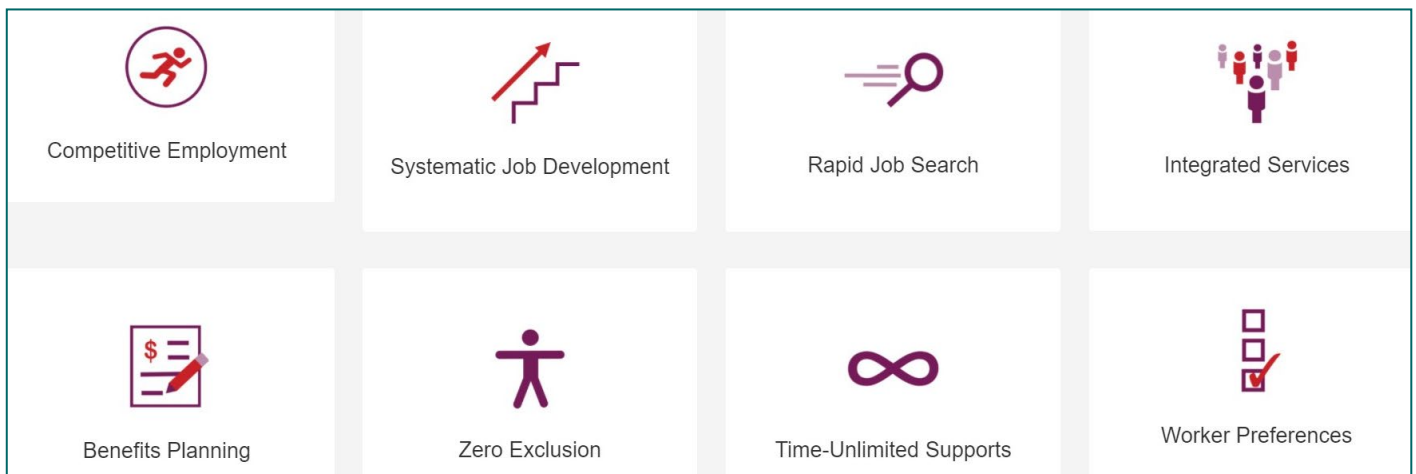 Competitive Employment
Systematic Job Development
Rapid Job Search
Integrated Services
$
Benefits Planning
Zero Exclusion
Time-Unlimited Supports
Worker Preferences